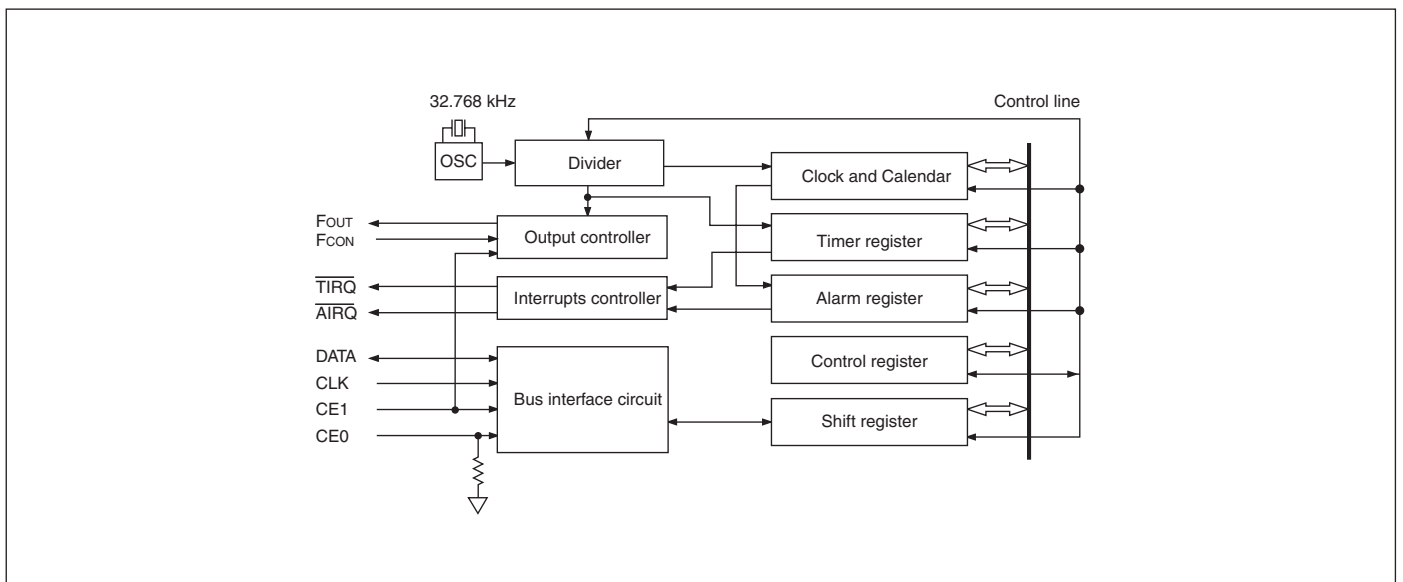 32.768 kHz
Control line
OSC
Divider
Clock and Calendar
FOUT
FCON
Output controller
Timer register
TIRQ
AIRQ
Interrupts controller
Alarm register
DATA
CLK
CE1
CE0
Bus interface circuit
Control register
Shift register